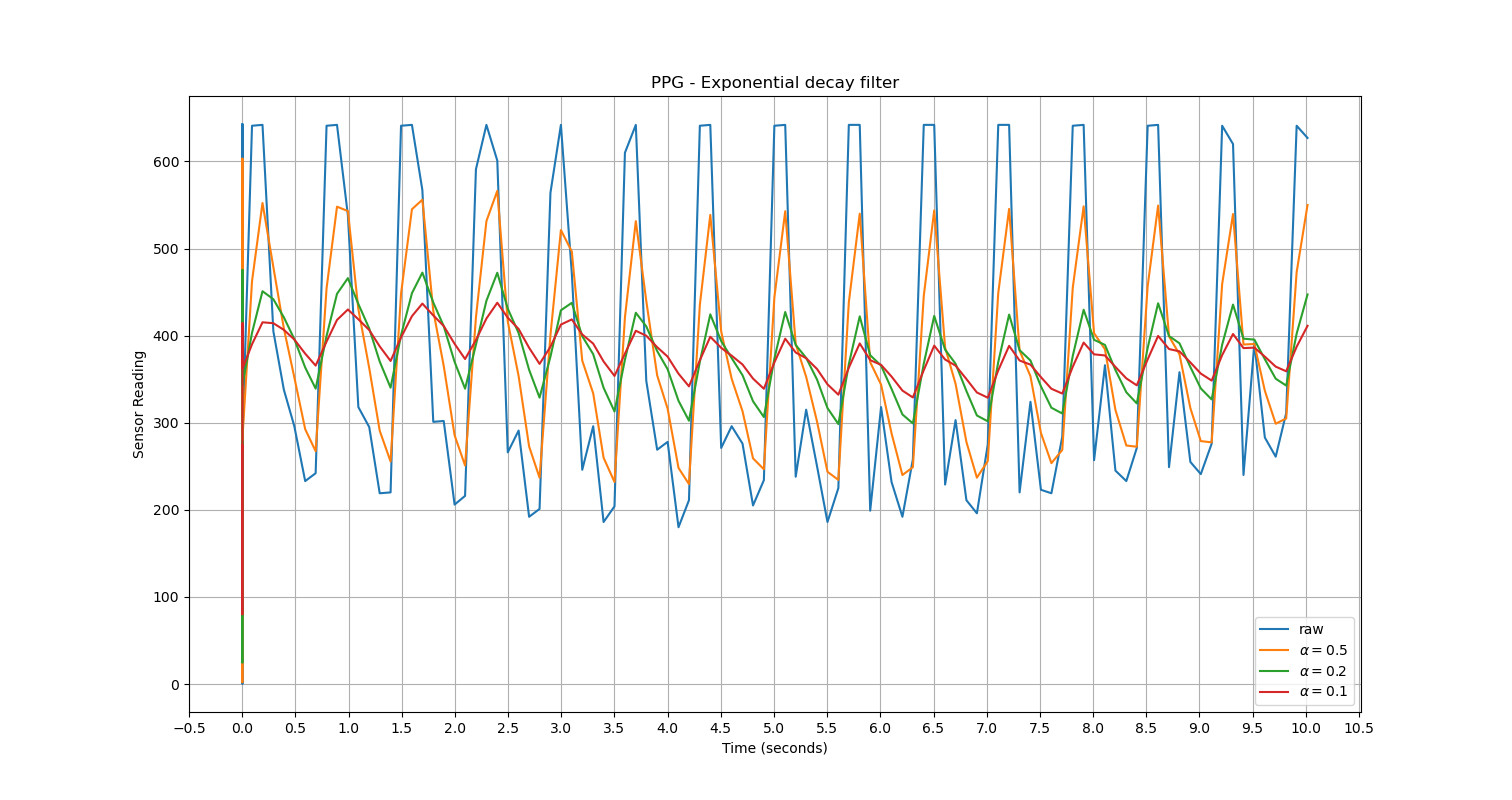 PPG - Exponential decay filter
Sensor Reading
600
500
400
300
200
100
0
raw
α = 0.5
α = 0.2
α = 0.1
−0.5 0.0 0.5 1.0 1.5 2.0 2.5 3.0 3.5 4.0 4.5 5.0 5.5 6.0 6.5 7.0 7.5 8.0 8.5 9.0 9.5 10.0 10.5
Time (seconds)